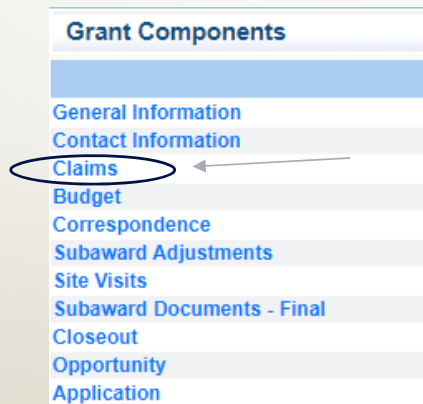 Grant Components
General Information
Contact Information
Claims
Budget
Correspondence
Subaward Adjustments
Site Visits
Subaward Documents - Final
Closeout
Opportunity
Application